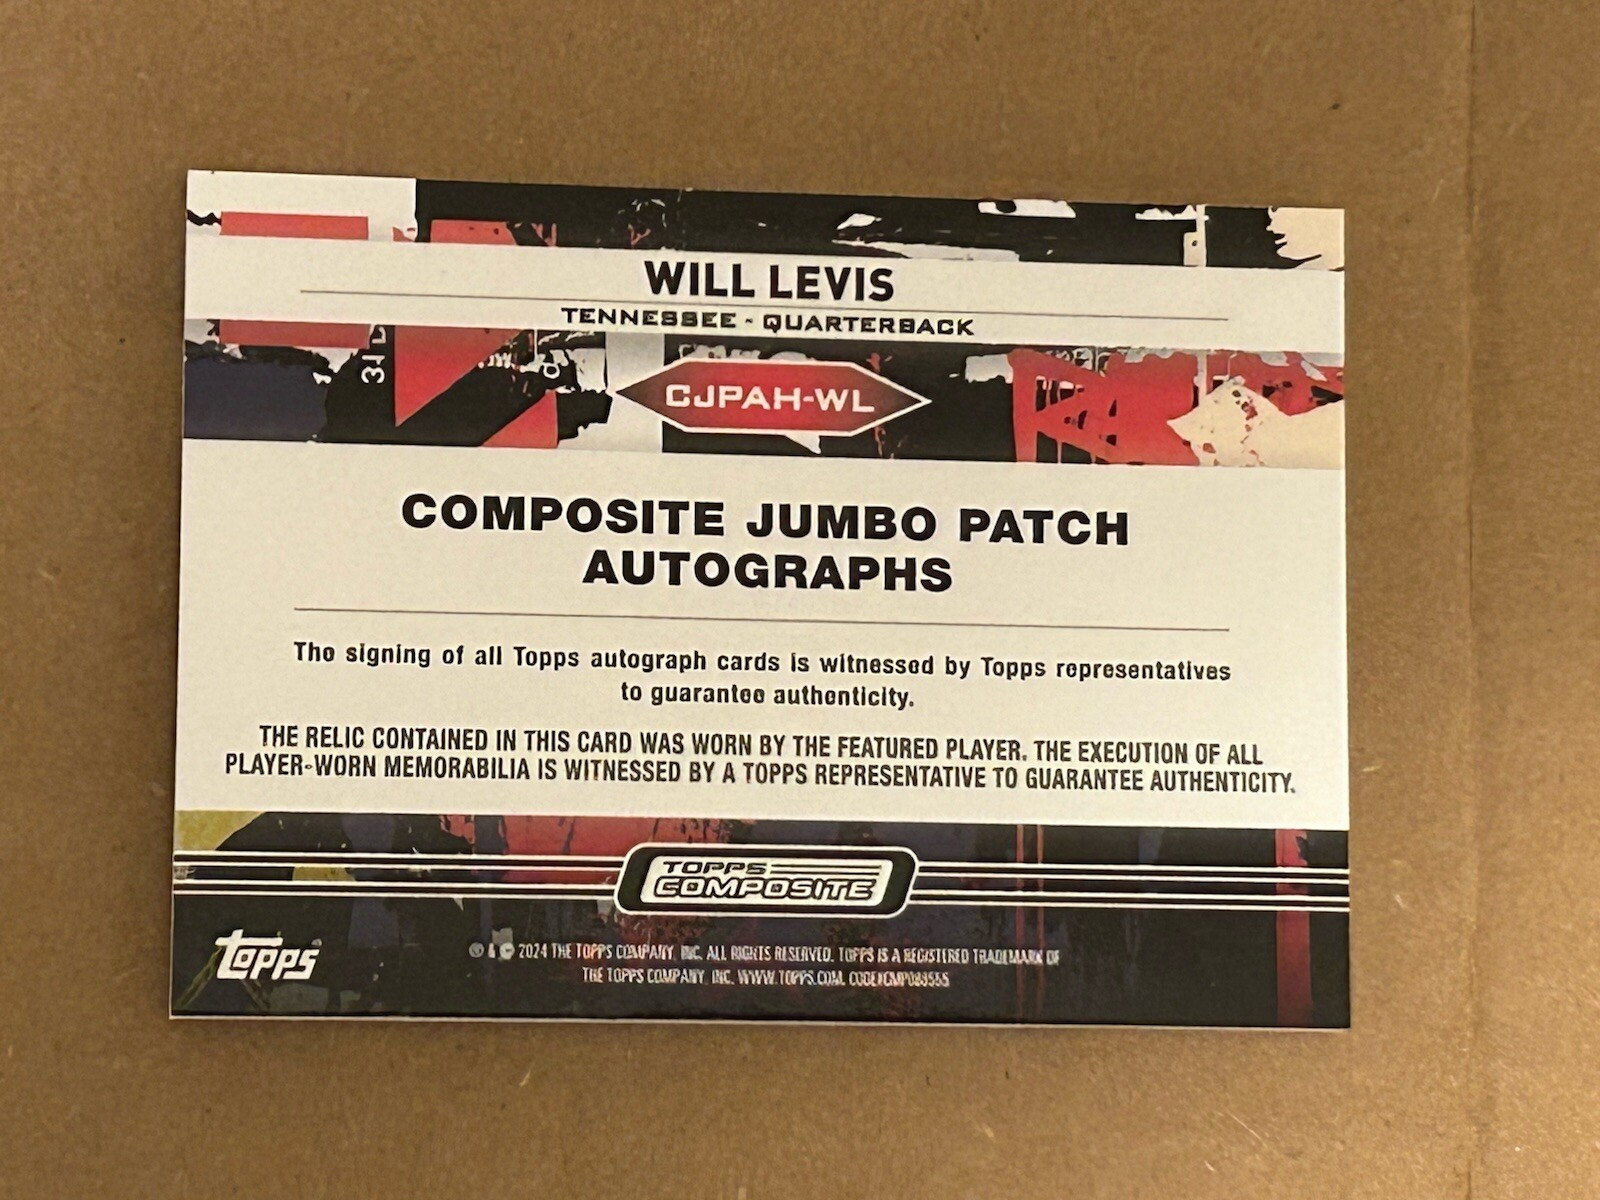 WILL LEVIS
TENNESSEE - QUARTERBACK
CJPAH-WL
COMPOSITE JUMBO PATCH
AUTOGRAPHS
The signing of all Topps autograph cards is witnessed by Topps representatives
to guarantee authenticity.
THE RELIC CONTAINED IN THIS CARD WAS WORN BY THE FEATURED PLAYER. THE EXECUTION OF ALL
PLAYER-WORN MEMORABILIA IS WITNESSED BY A TOPPS REPRESENTATIVE TO GUARANTEE AUTHENTICITY.
TOPPS
COMPOSITE
topps
® & © 2024 THE TOPPS COMPANY, INC. ALL RIGHTS RESERVED. TOPPS IS A REGISTERED TRADEMARK OF
THE TOPPS COMPANY, INC. WWW.TOPPS.COM.